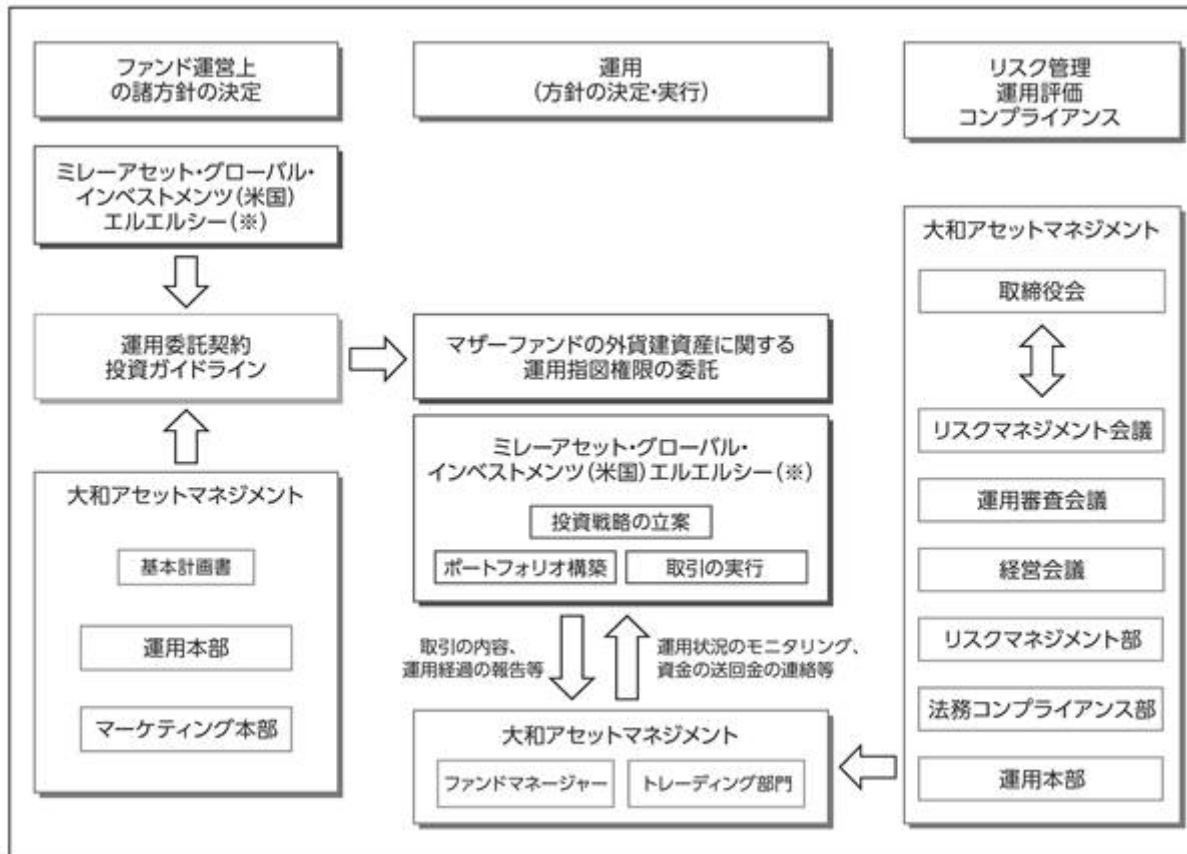 ファンド運営上
の諸方針の決定
ミレーアセット・グローバル・
インベストメンツ(米国)
エルエルシー(※)
運用委託契約
投資ガイドライン
大和アセットマネジメント
基本計画書
運用本部
マーケティング本部
運用
(方針の決定・実行)
マザーファンドの外貨建資産に関する
運用指図権限の委託
ミレーアセット・グローバル・
インベストメンツ(米国)エルエルシー(※)
投資戦略の立案
ポートフォリオ構築
取引の実行
取引の内容、
運用経過の報告等
運用状況のモニタリング、
資金の送回金の連絡等
大和アセットマネジメント
ファンドマネージャー
トレーディング部門
リスク管理
運用評価
コンプライアンス
大和アセットマネジメント
取締役会
リスクマネジメント会議
運用審査会議
経営会議
リスクマネジメント部
法務コンプライアンス部
運用本部